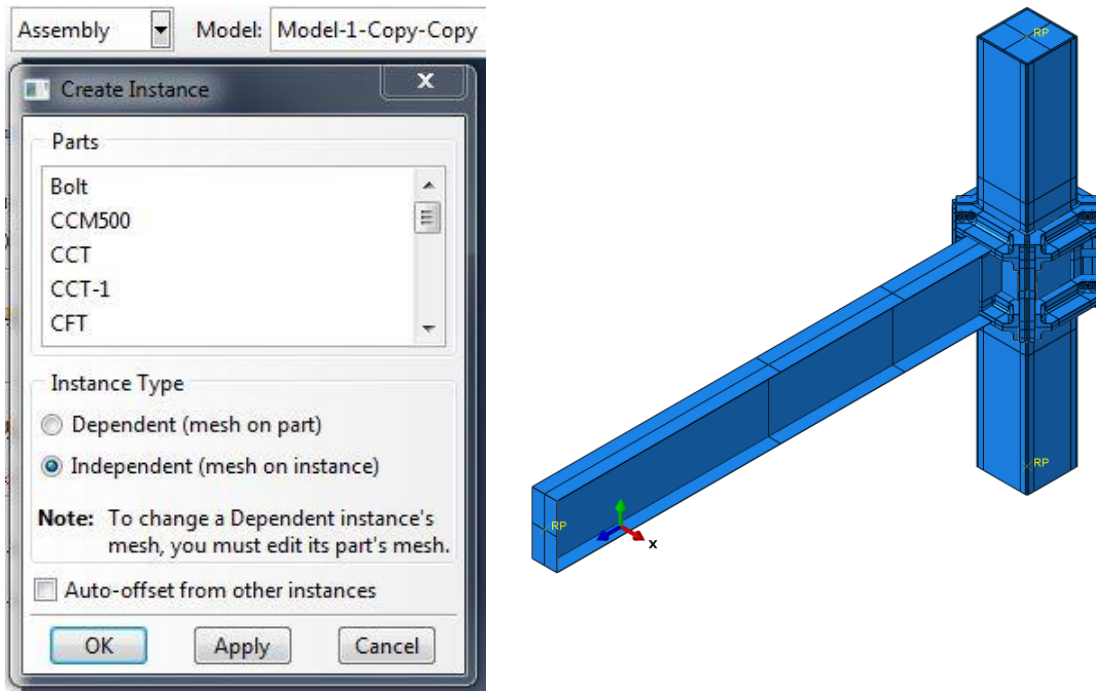 Assembly Model: Model-1-Copy-Copy
Create Instance
Parts
Bolt
CCM500
CCT
CCT-1
CFT
Instance Type
Dependent (mesh on part)
Independent (mesh on instance)
Note: To change a Dependent instance's
mesh, you must edit its part's mesh.
Auto-offset from other instances
OK Apply Cancel
RP
RP
RP
x